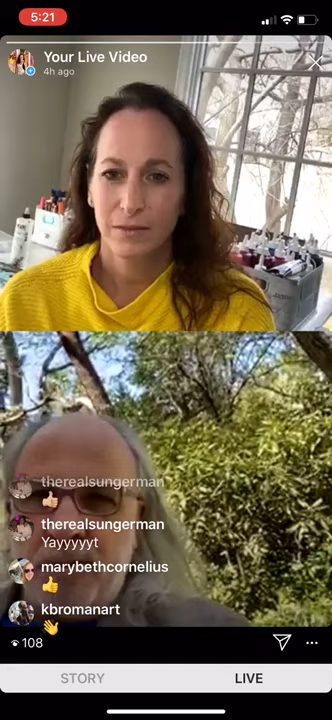 5:21
Your Live Video
4h ago
therealsungerman
👍🏻
therealsungerman
Yayyyyyt
marybethcornelius
👍
kbromanart
👋
108
STORY
LIVE